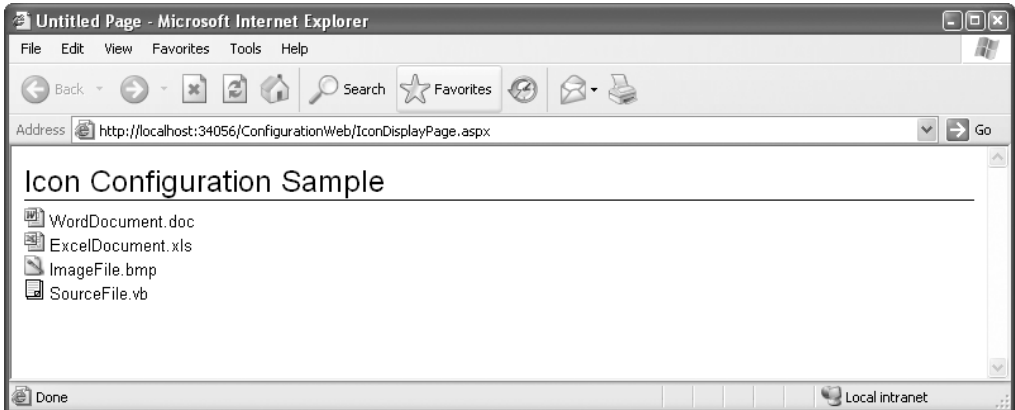 Untitled Page - Microsoft Internet Explorer
File Edit View Favorites Tools Help
Back Search Favorites
Address http://localhost:34056/ConfigurationWeb/IconDisplayPage.aspx Go
Icon Configuration Sample
WordDocument.doc
ExcelDocument.xls
ImageFile.bmp
SourceFile.vb
Done Local intranet